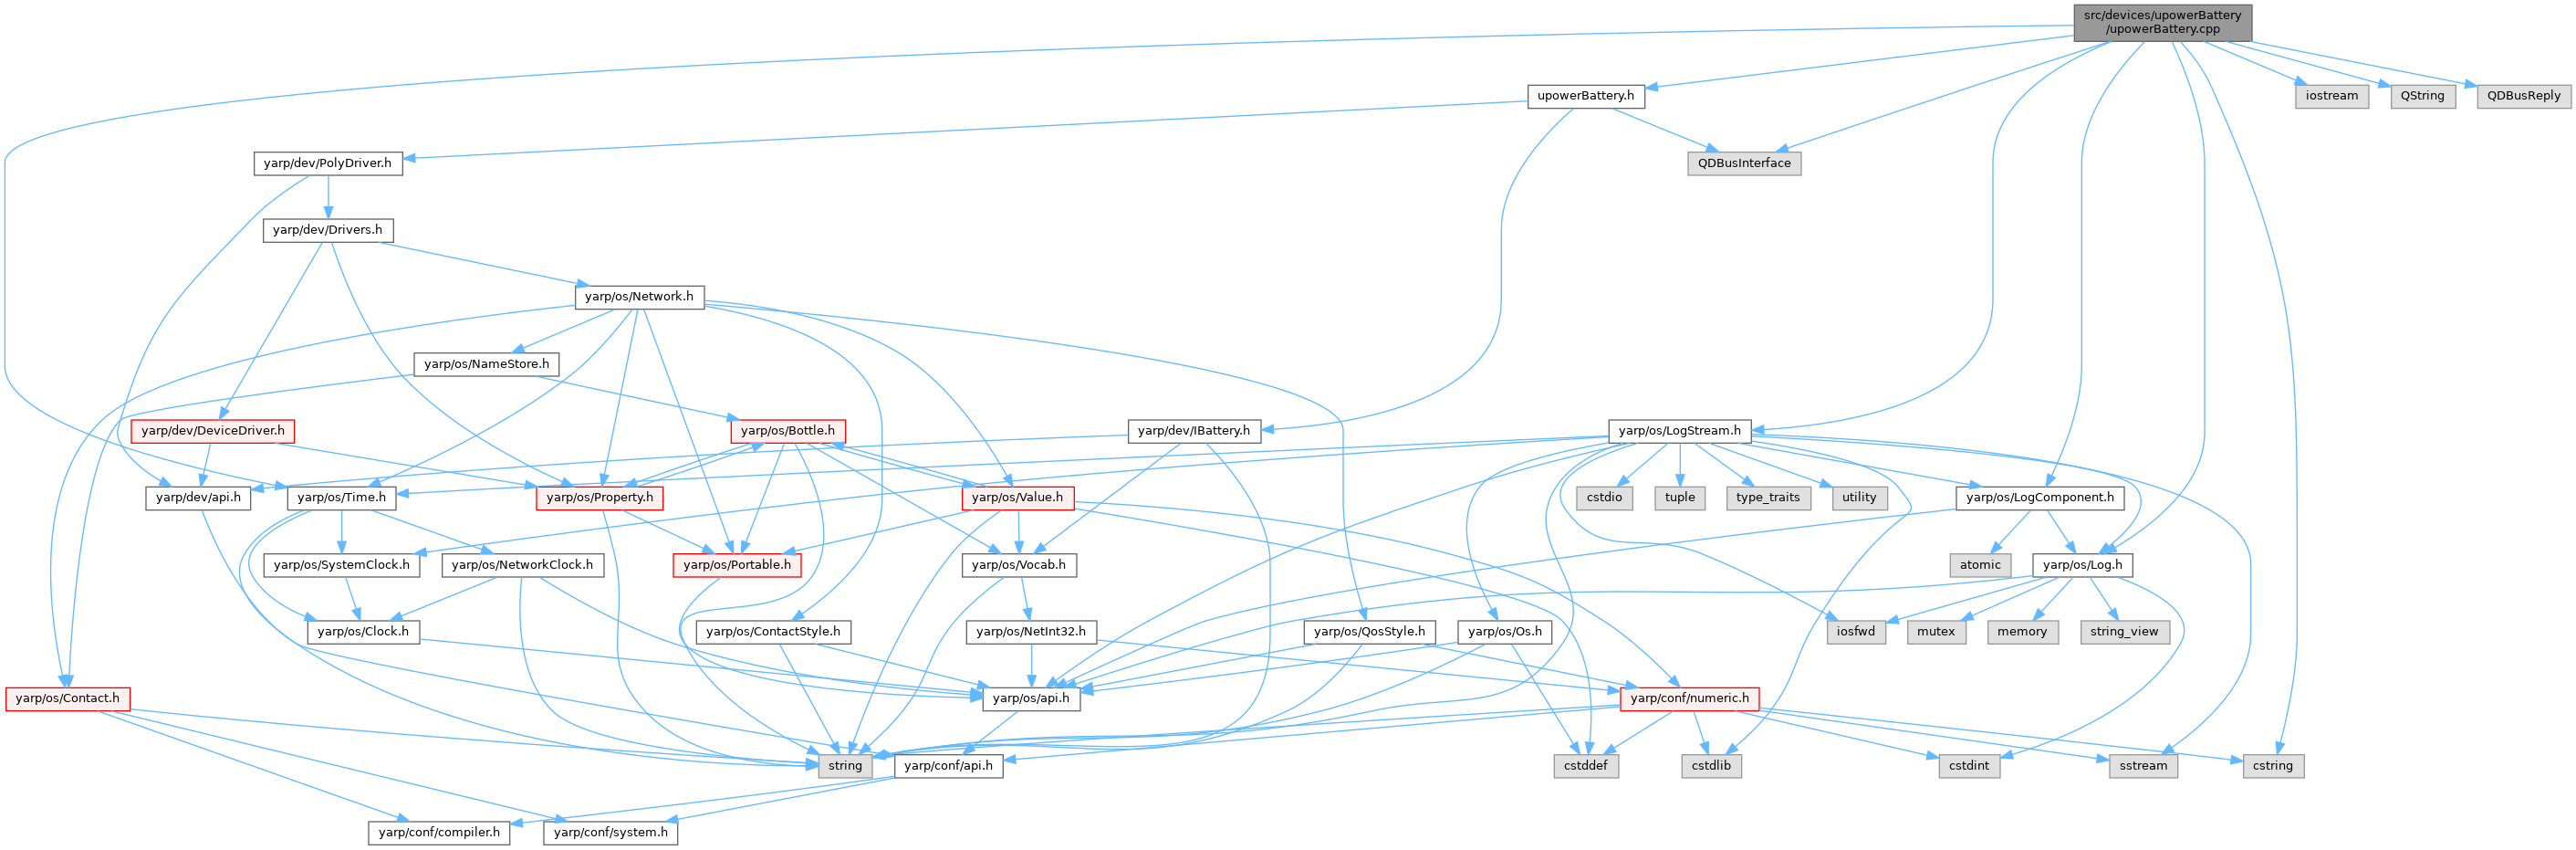 src/devices/upowerBattery
/upowerBattery.cpp
upowerBattery.h
iostream
QString
QDBusReply
yarp/dev/PolyDriver.h
QDBusInterface
yarp/dev/Drivers.h
yarp/os/Network.h
yarp/os/NameStore.h
yarp/dev/DeviceDriver.h
yarp/os/Bottle.h
yarp/dev/IBattery.h
yarp/os/LogStream.h
yarp/dev/api.h
yarp/os/Time.h
yarp/os/Property.h
yarp/os/Value.h
cstdio
tuple
type_traits
utility
yarp/os/LogComponent.h
yarp/os/SystemClock.h
yarp/os/NetworkClock.h
yarp/os/Portable.h
yarp/os/Vocab.h
atomic
yarp/os/Log.h
yarp/os/Clock.h
yarp/os/ContactStyle.h
yarp/os/NetInt32.h
yarp/os/QosStyle.h
yarp/os/Os.h
iosfwd
mutex
memory
string_view
yarp/os/Contact.h
yarp/os/api.h
yarp/conf/numeric.h
string
yarp/conf/api.h
cstddef
cstdlib
cstdint
sstream
cstring
yarp/conf/compiler.h
yarp/conf/system.h